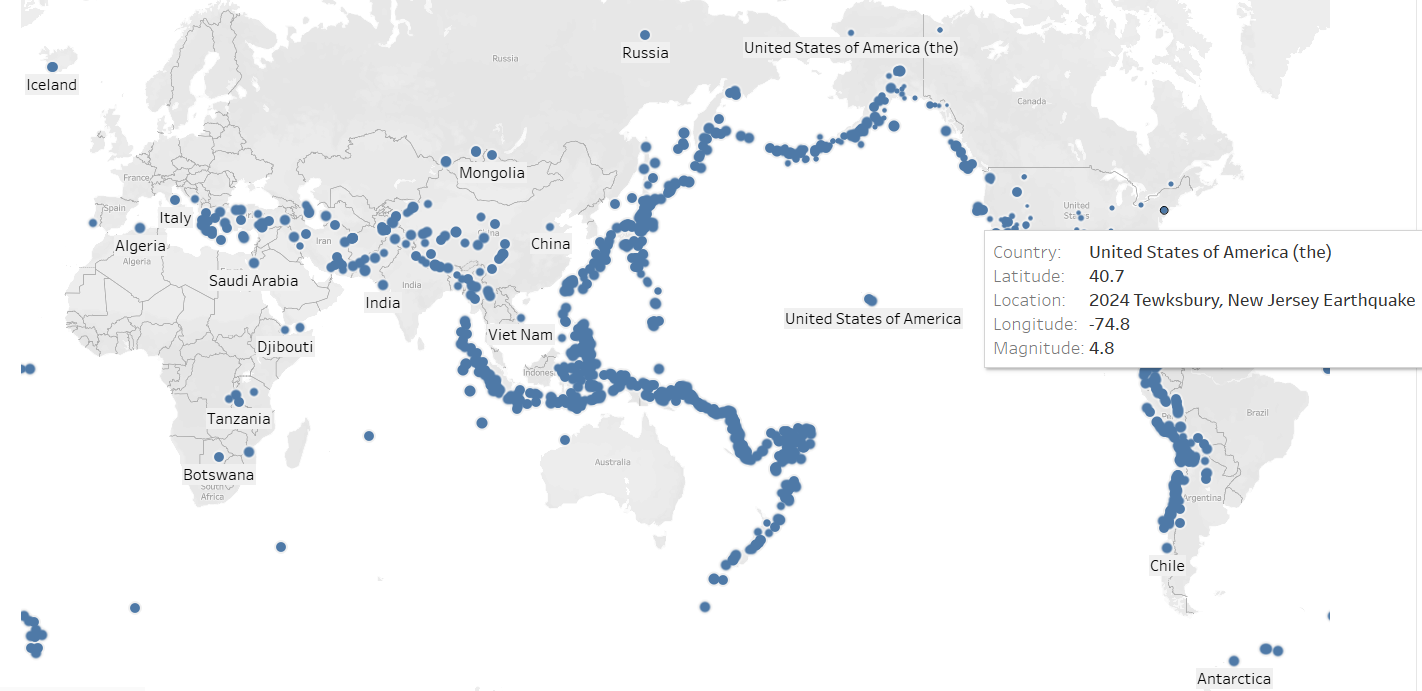 Russia
United States of America (the)
Russia
Iceland
Canada
Mongolia
France
Spain
Italy
United
States
China
Iran
Algeria
Algeria
Saudi Arabia
India
India
Country: United States of America (the)
Latitude: 40.7
Location: 2024 Tewksbury, New Jersey Earthquake
Longitude: -74.8
Magnitude: 4.8
United States of America
Viet Nam
Djibouti
Indones
Tanzania
Brazil
Australia
Botswana
South
Africa
Argentina
Chile
Antarctica